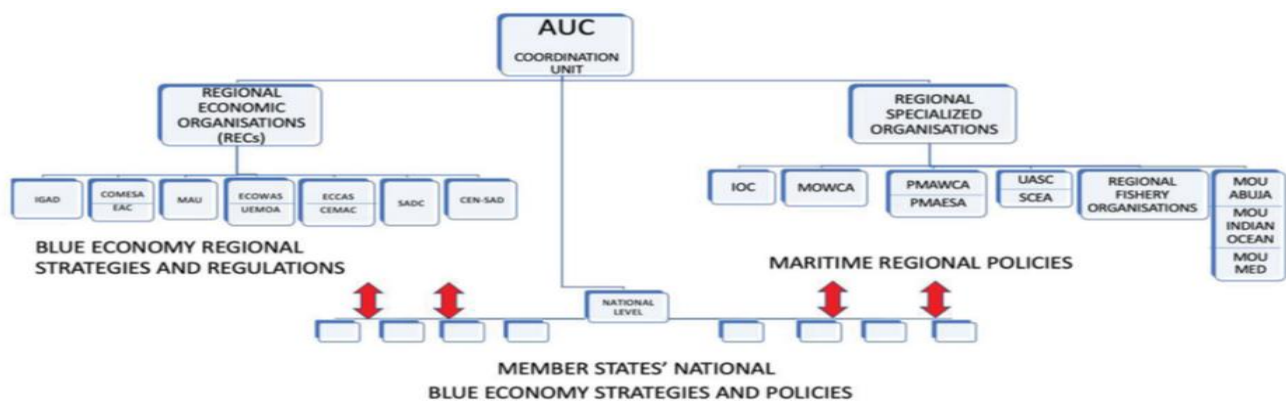 AUC
COORDINATION
UNIT
REGIONAL
ECONOMIC
ORGANISATIONS
(RECs)
REGIONAL
SPECIALIZED
ORGANISATIONS
IGAD
COMESA
EAC
MAU
ECOWAS
UEMOA
ECCAS
CEMAC
SADC
CEN-SAD
IOC
MOWCA
PMAWCA
PMAESA
UASC
SCEA
REGIONAL
FISHERY
ORGANISATIONS
MOU
ABUJA
MOU
INDIAN
OCEAN
MOU
MED
BLUE ECONOMY REGIONAL
STRATEGIES AND REGULATIONS
MARITIME REGIONAL POLICIES
NATIONAL
LEVEL
MEMBER STATES’ NATIONAL
BLUE ECONOMY STRATEGIES AND POLICIES